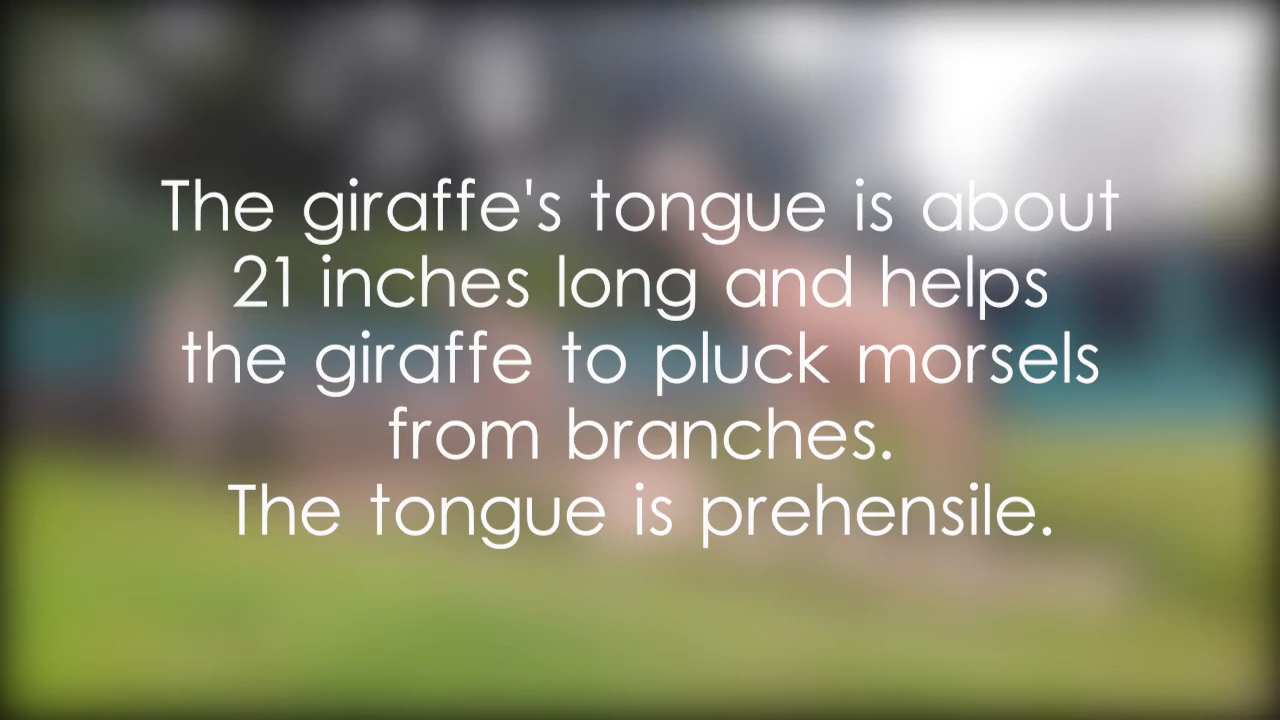 The giraffe's tongue is about
21 inches long and helps
the giraffe to pluck morsels
from branches.
The tongue is prehensile.